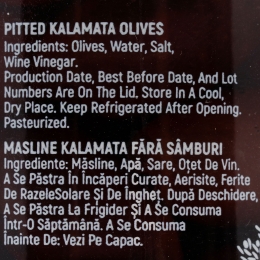 PITTED KALAMATA OLIVES
Ingredients: Olives, Water, Salt,
Wine Vinegar.
Production Date, Best Before Date, And Lot
Numbers Are On The Lid. Store In A Cool,
Dry Place. Keep Refrigerated After Opening.
Pasteurized.
MASLINE KALAMATA FĂRĂ SÂMBURI
Ingrediente: Măsline, Apă, Sare, Oțet De Vin.
A Se Păstra În Încăperi Curate, Aerisite, Ferite
De RazeleSolare Și De Îngheț. După Deschidere,
A Se Păstra La Frigider Și A Se Consuma
Într-O Săptămână. A Se Consuma
Înainte De: Vezi Pe Capac.